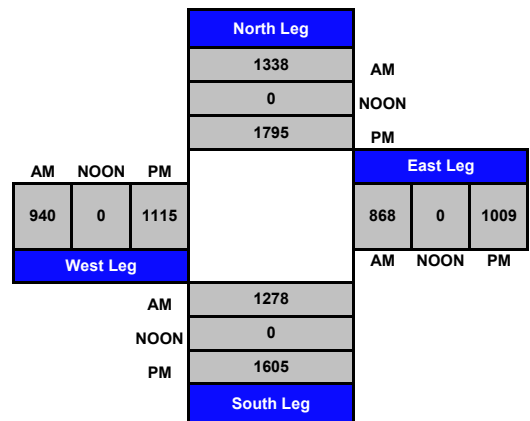 North Leg
1338 AM
0 NOON
1795 PM
AM NOON PM
East Leg
940 0 1115
868 0 1009
West Leg
AM NOON PM
AM 1278
NOON 0
PM 1605
South Leg